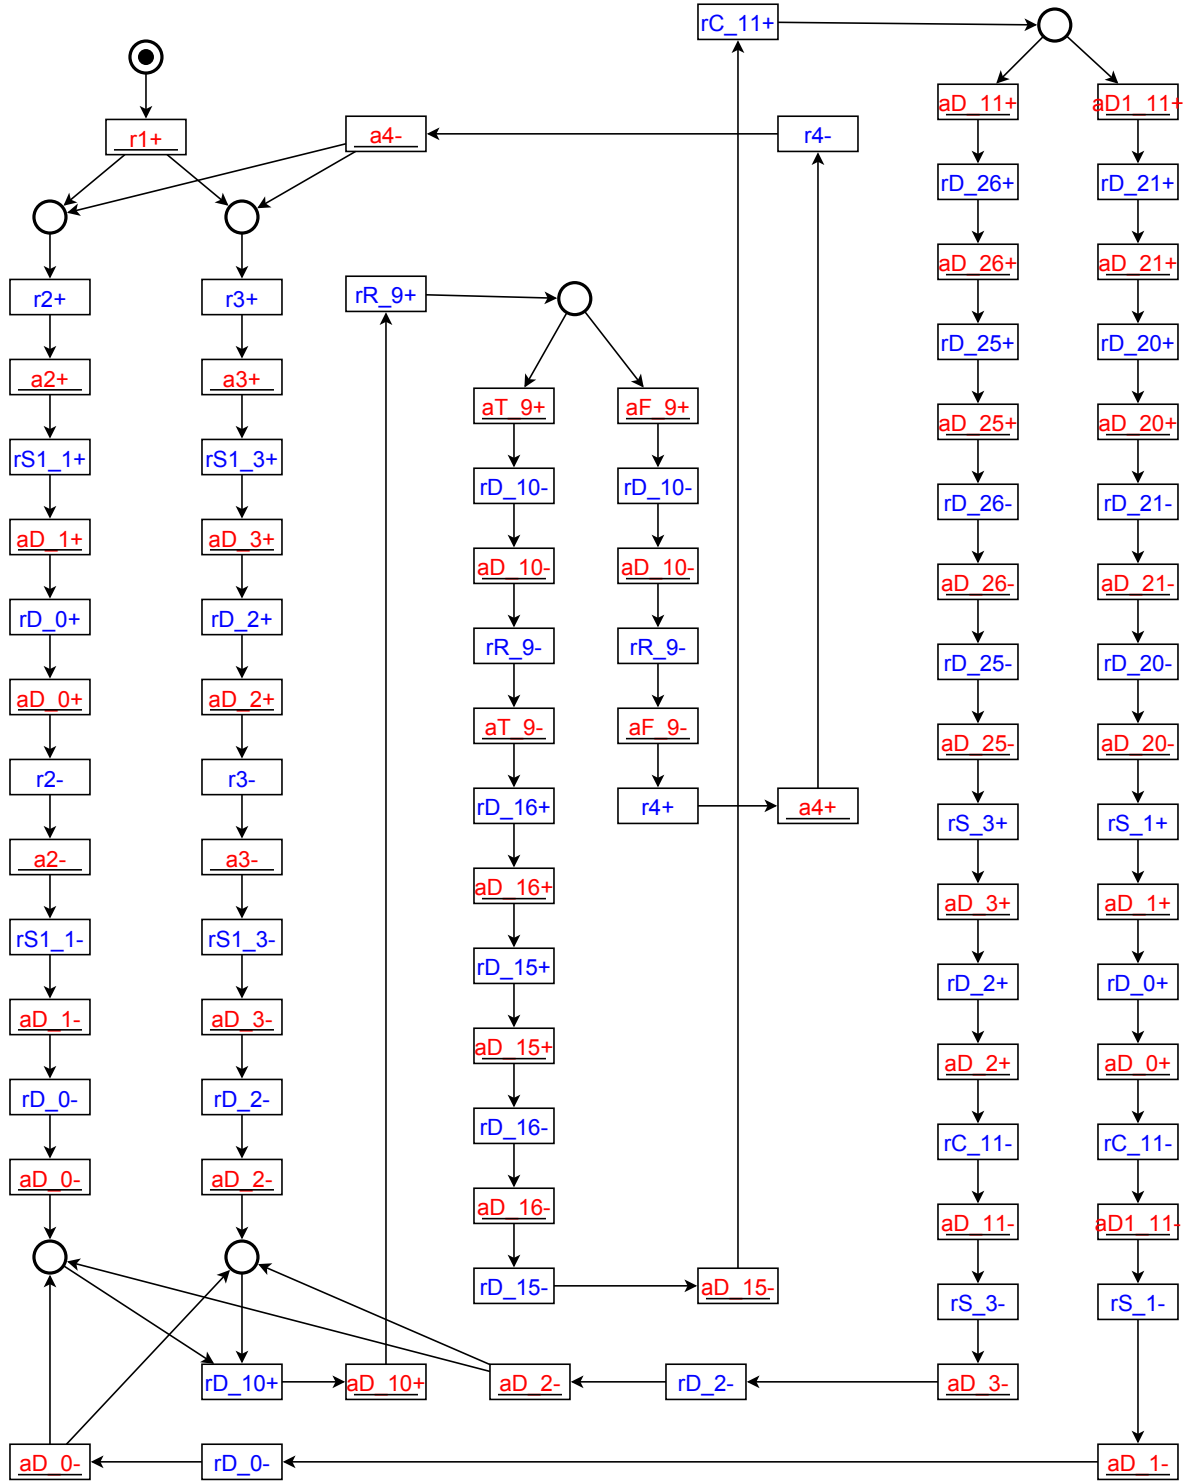 rC_11+
r1+
a4-
r4-
aD_11+
aD1_11+
rD_26+
rD_21+
aD_26+
aD_21+
r2+
r3+
rR_9+
rD_25+
rD_20+
a2+
a3+
aT_9+
aF_9+
aD_25+
aD_20+
rS1_1+
rS1_3+
rD_10-
rD_10-
rD_26-
rD_21-
aD_1+
aD_3+
aD_10-
aD_10-
aD_26-
aD_21-
rD_0+
rD_2+
rR_9-
rR_9-
rD_25-
rD_20-
aD_0+
aD_2+
aT_9-
aF_9-
aD_25-
aD_20-
r2-
r3-
rD_16+
r4+
a4+
rS_3+
rS_1+
a2-
a3-
aD_16+
aD_3+
aD_1+
rS1_1-
rS1_3-
rD_15+
rD_2+
rD_0+
aD_1-
aD_3-
aD_15+
aD_2+
aD_0+
rD_0-
rD_2-
rD_16-
rC_11-
rC_11-
aD_0-
aD_2-
aD_16-
aD_11-
aD1_11-
rD_15-
aD_15-
rS_3-
rS_1-
rD_10+
aD_10+
aD_2-
rD_2-
aD_3-
aD_0-
rD_0-
aD_1-